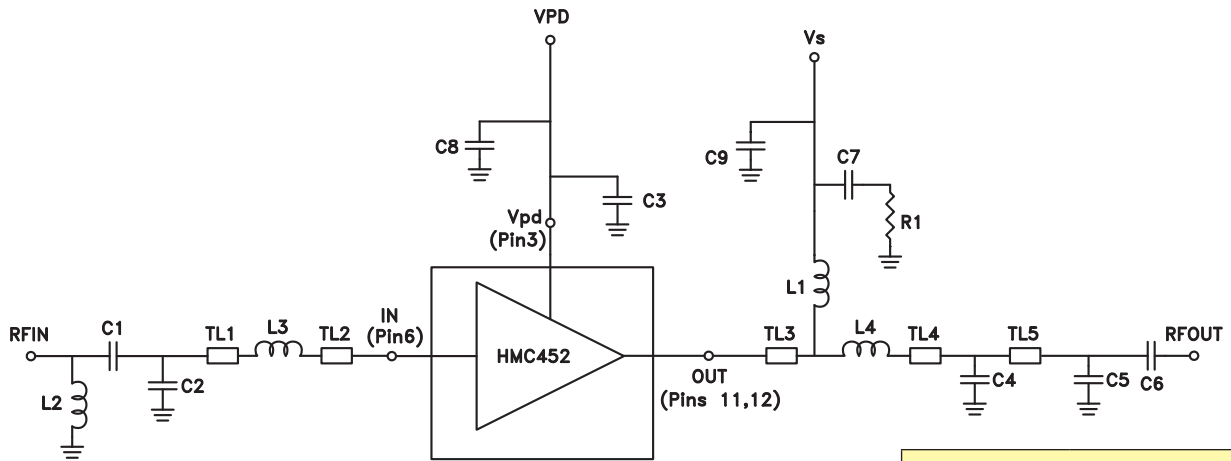 VPD
Vs
C8
C9
C7
C3
R1
Vpd
(Pin3)
L1
RFIN
C1
TL1
L3
TL2
IN
(Pin6)
HMC452
TL3
L4
TL4
TL5
RFOUT
L2
C2
OUT
(Pins 11,12)
C4
C5
C6